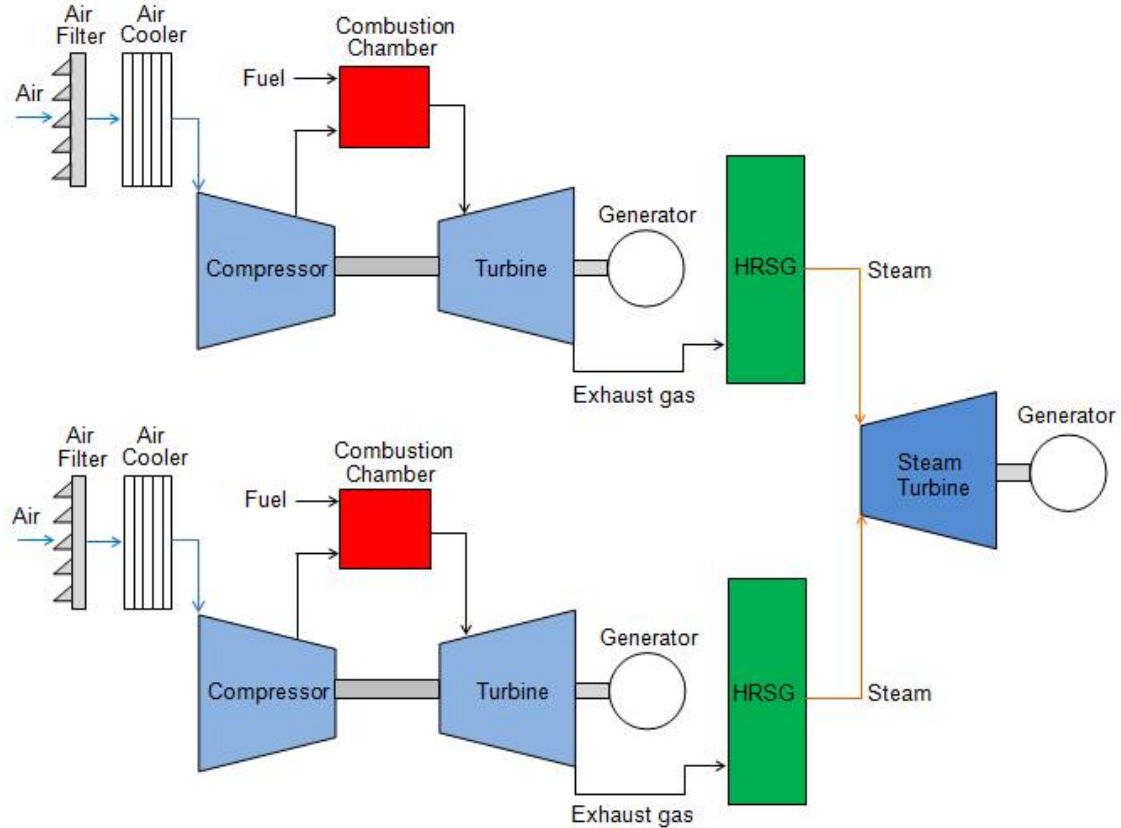 Air
Filter
Air
Cooler
Combustion
Chamber
Fuel
Air
Generator
Compressor
Turbine
HRSG
Steam
Exhaust gas
Generator
Air
Filter
Air
Cooler
Combustion
Chamber
Steam
Turbine
Fuel
Air
Generator
Compressor
Turbine
HRSG
Steam
Exhaust gas